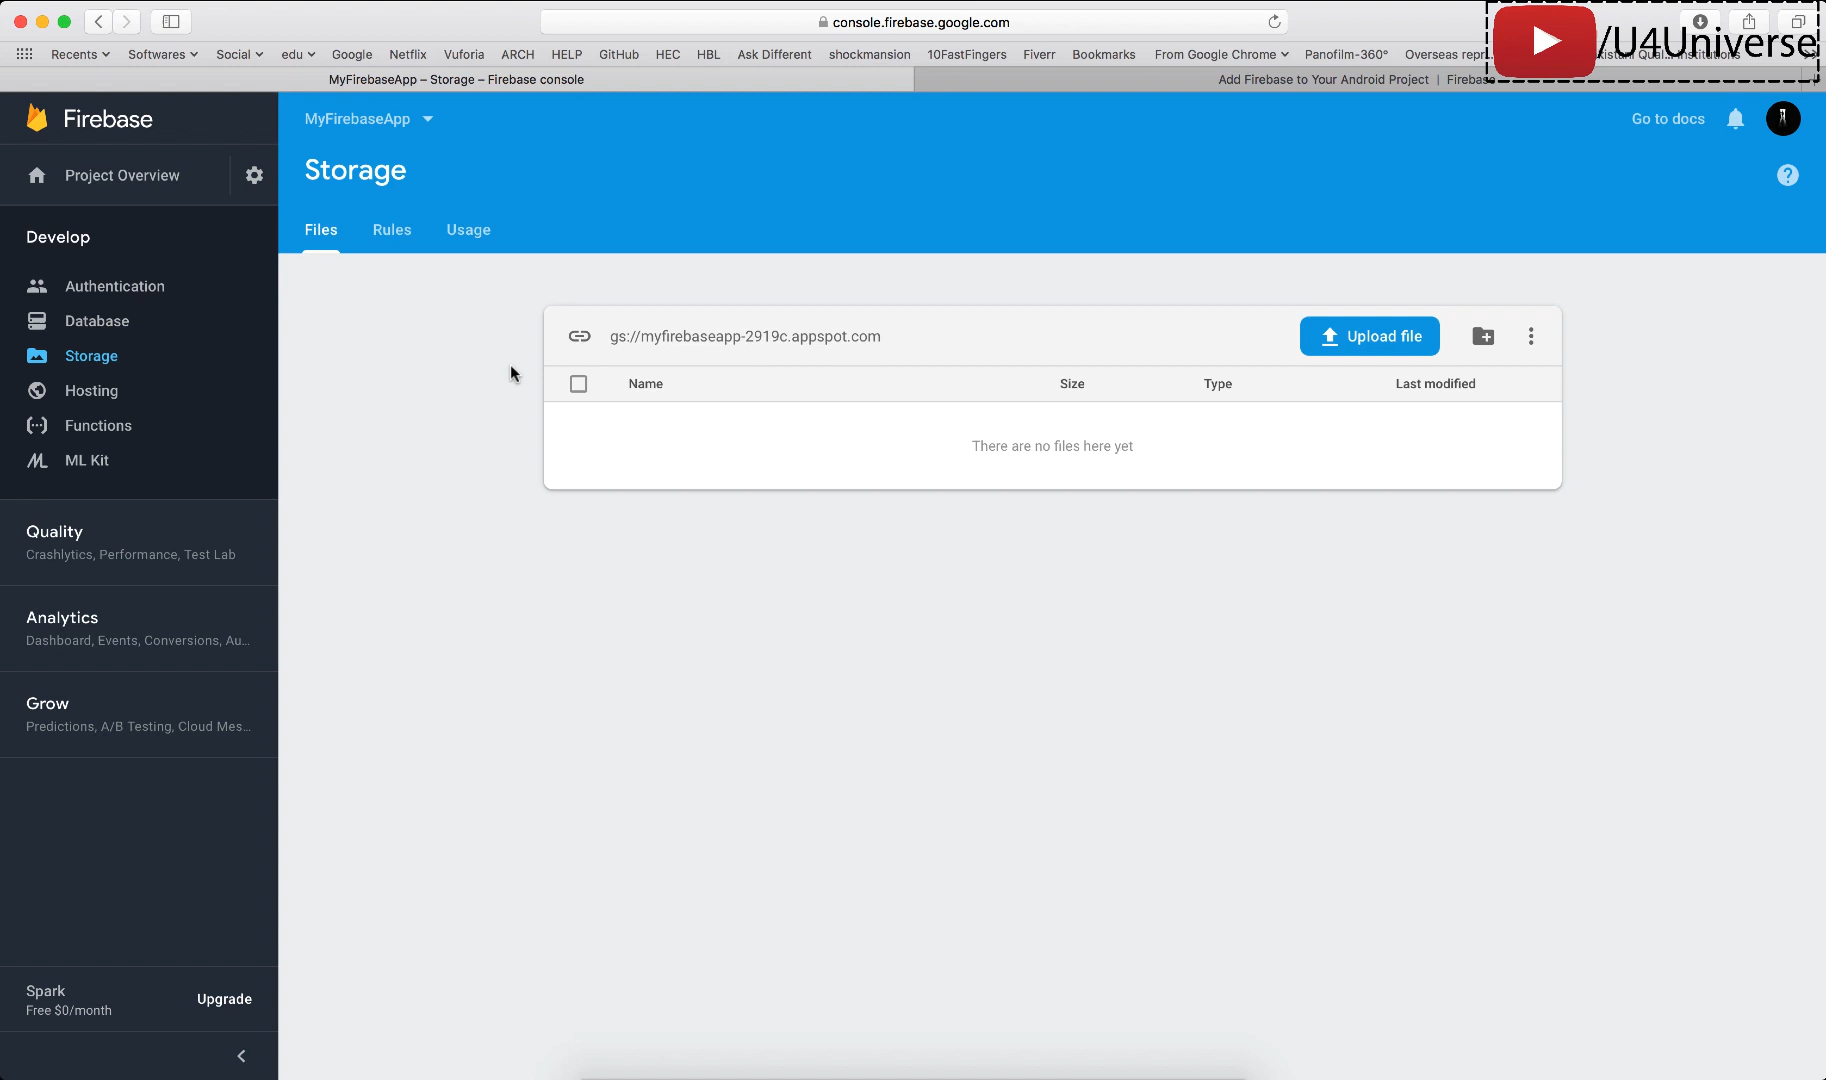 console.firebase.google.com
/U4Universe
Recents Softwares Social edu Google Netflix Vuforia ARCH HELP GitHub HEC HBL Ask Different shockmansion 10FastFingers Fiverr Bookmarks From Google Chrome Panofilm-360° Overseas repr...
MyFirebaseApp – Storage – Firebase console
Add Firebase to Your Android Project | Firebase
Firebase
MyFirebaseApp
Go to docs
Project Overview
Storage
?
Files Rules Usage
Develop
Authentication
Database
Storage
Hosting
Functions
ML Kit
gs://myfirebaseapp-2919c.appspot.com
Upload file
Name Size Type Last modified
There are no files here yet
Quality
Crashlytics, Performance, Test Lab
Analytics
Dashboard, Events, Conversions, Au...
Grow
Predictions, A/B Testing, Cloud Mes...
Spark
Free $0/month
Upgrade